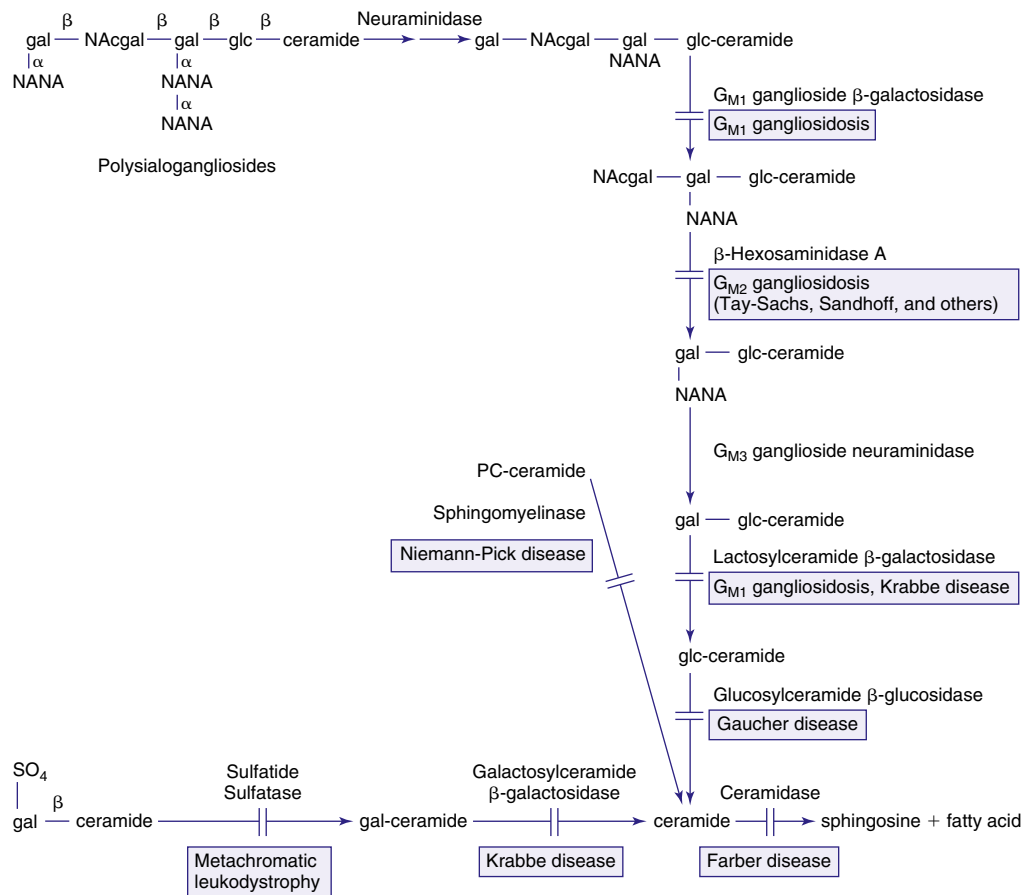 β β β β Neuraminidase
gal — NAcgal — gal — glc — ceramide gal — NAcgal — gal — glc-ceramide
α α NANA
NANA NANA
α
NANA
Polysialogangliosides
GM1 ganglioside β-galactosidase
GM1 gangliosidosis
NAcgal — gal — glc-ceramide
NANA
β-Hexosaminidase A
GM2 gangliosidosis
(Tay-Sachs, Sandhoff, and others)
gal — glc-ceramide
NANA
GM3 ganglioside neuraminidase
PC-ceramide
Sphingomyelinase
Niemann-Pick disease
gal — glc-ceramide
Lactosylceramide β-galactosidase
GM1 gangliosidosis, Krabbe disease
glc-ceramide
Glucosylceramide β-glucosidase
Gaucher disease
SO4
gal β ceramide
Sulfatide
Sulfatase
Metachromatic
leukodystrophy
gal-ceramide
Galactosylceramide
β-galactosidase
Krabbe disease
ceramide
Ceramidase
Farber disease
sphingosine + fatty acid